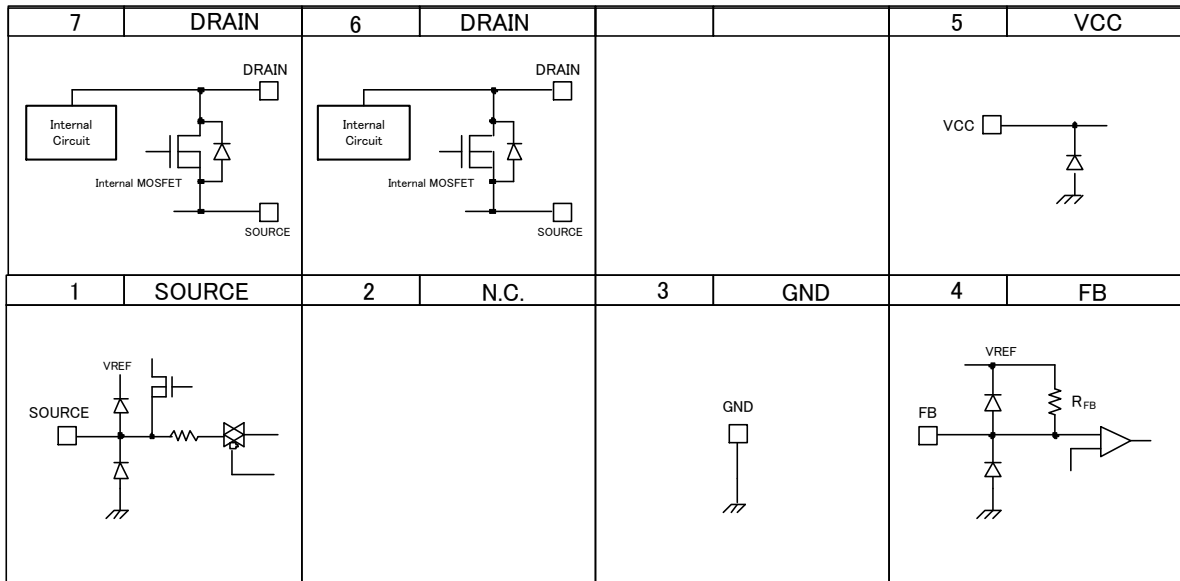 7 DRAIN 6 DRAIN 5 VCC
DRAIN
Internal
Circuit
Internal MOSFET
SOURCE
DRAIN
Internal
Circuit
Internal MOSFET
SOURCE
VCC
1 SOURCE 2 N.C. 3 GND 4 FB
VREF
SOURCE
GND
VREF
RFB
FB